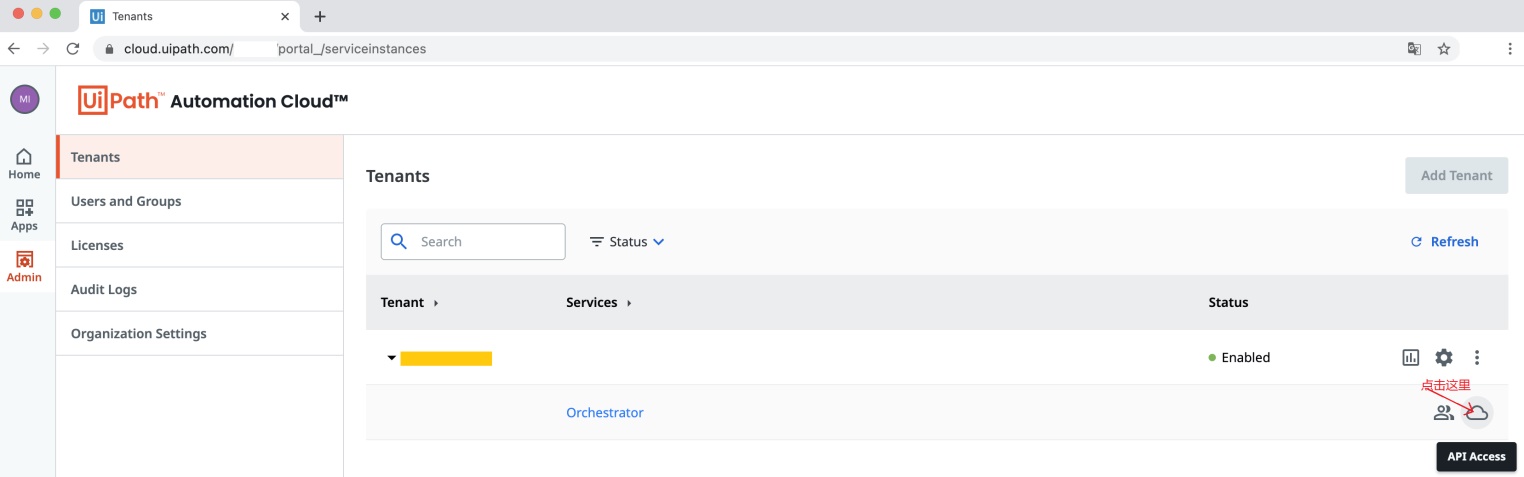 Tenants
cloud.uipath.com/ portal_/serviceinstances
MI
UiPath™ Automation Cloud™
Home
Apps
Admin
Tenants
Users and Groups
Licenses
Audit Logs
Organization Settings
Tenants
Add Tenant
Search
Status
Refresh
Tenant Services Status
Enabled
点击这里
Orchestrator
API Access